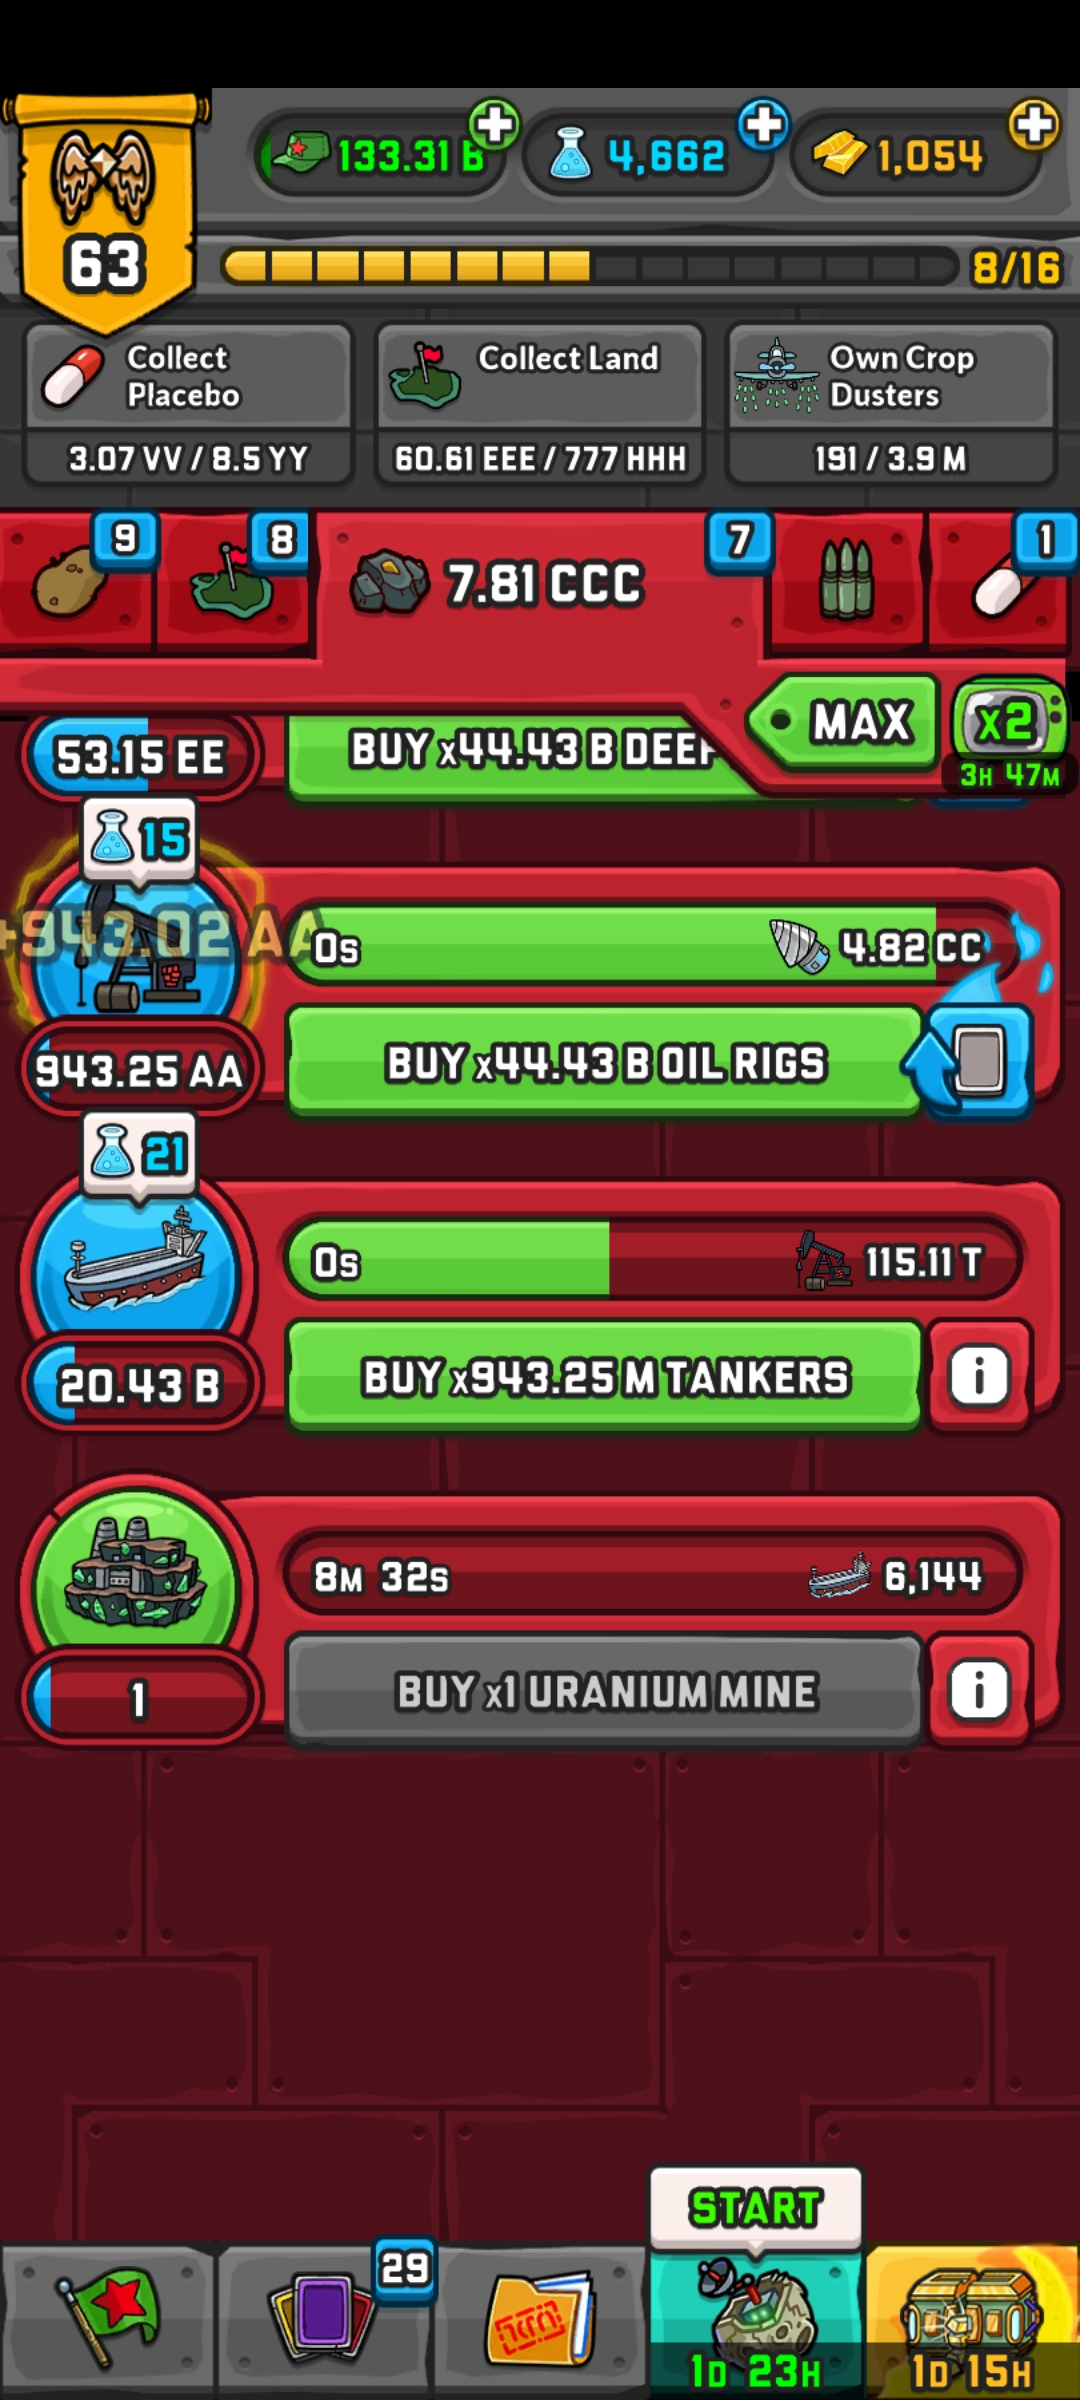 133.31 B
4,662
1,054
63
8/16
Collect
Placebo
3.07 VV / 8.5 YY
Collect Land
60.61 EEE / 777 HHH
Own Crop
Dusters
191 / 3.9 M
9
8
7.81 CCC
7
1
MAX
x2
3H 47M
53.15 EE
BUY x44.43 B DEEP
15
+943.02 AA
0s
4.82 CC
943.25 AA
BUY x44.43 B OIL RIGS
21
0s
115.11 T
20.43 B
BUY x943.25 M TANKERS
i
8M 32s
6,144
1
BUY x1 URANIUM MINE
i
START
29
1D 23H
1D 15H